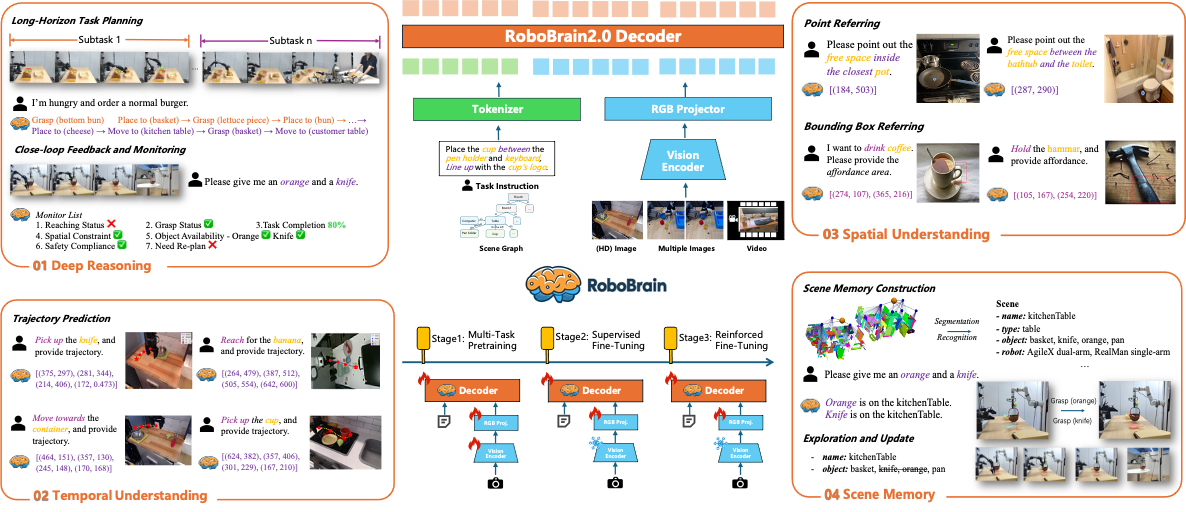 Long-Horizon Task Planning
Subtask 1
Subtask n
I'm hungry and order a normal burger.
Grasp (bottom bun) Place to (basket) → Grasp (lettuce piece) → Place to (bun) → …→
Place to (cheese) → Move to (kitchen table) → Grasp (basket) → Move to (customer table)
Close-loop Feedback and Monitoring
...
Please give me an orange and a knife.
Monitor List
1. Reaching Status ❌ 2. Grasp Status ✅ 3.Task Completion 80%
4. Spatial Constraint ✅ 5. Object Availability - Orange ✅ Knife ✅
6. Safety Compliance ✅ 7. Need Re-plan ❌
01 Deep Reasoning
Trajectory Prediction
Pick up the knife, and
provide trajectory.
[(375, 297), (281, 344),
(214, 406), (172, 0.473)]
Reach for the banana,
and provide trajectory.
[(264, 479), (387, 512),
(505, 554), (642, 600)]
Move towards the
container, and provide
trajectory.
[(464, 151), (357, 130),
(245, 148), (170, 168)]
Pick up the cup, and
provide trajectory.
[(624, 382), (357, 406),
(301, 229), (167, 210)]
02 Temporal Understanding
RoboBrain2.0 Decoder
Tokenizer
RGB Projector
Vision
Encoder
Place the cup between the
pen holder and keyboard,
Line up with the cup's logo.
Task Instruction
Scene Graph
(HD) Image
Multiple Images
Video
RoboBrain
Stage1: Multi-Task
Pretraining
Stage2: Supervised
Fine-Tuning
Stage3: Reinforced
Fine-Tuning
Decoder
RGB Proj.
Vision
Encoder
Decoder
RGB Proj.
Vision
Encoder
Decoder
RGB Proj.
Vision
Encoder
Point Referring
Please point out the
free space inside
the closest pot.
[(184, 503)]
Please point out the
free space between the
bathtub and the toilet.
[(287, 290)]
Bounding Box Referring
I want to drink coffee.
Please provide the
affordance area.
[(274, 107), (365, 216)]
Hold the hammar, and
provide affordance.
[(105, 167), (254, 220)]
03 Spatial Understanding
Scene Memory Construction
Segmentation
Recognition
Scene
- name: kitchenTable
- type: table
- object: basket, knife, orange, pan
- robot: AgileX dual-arm, RealMan single-arm
...
Please give me an orange and a knife.
Orange is on the kitchenTable.
Knife is on the kitchenTable.
Grasp (orange)
Grasp (knife)
Exploration and Update
- name: kitchenTable
- object: basket, knife, orange, pan
04 Scene Memory